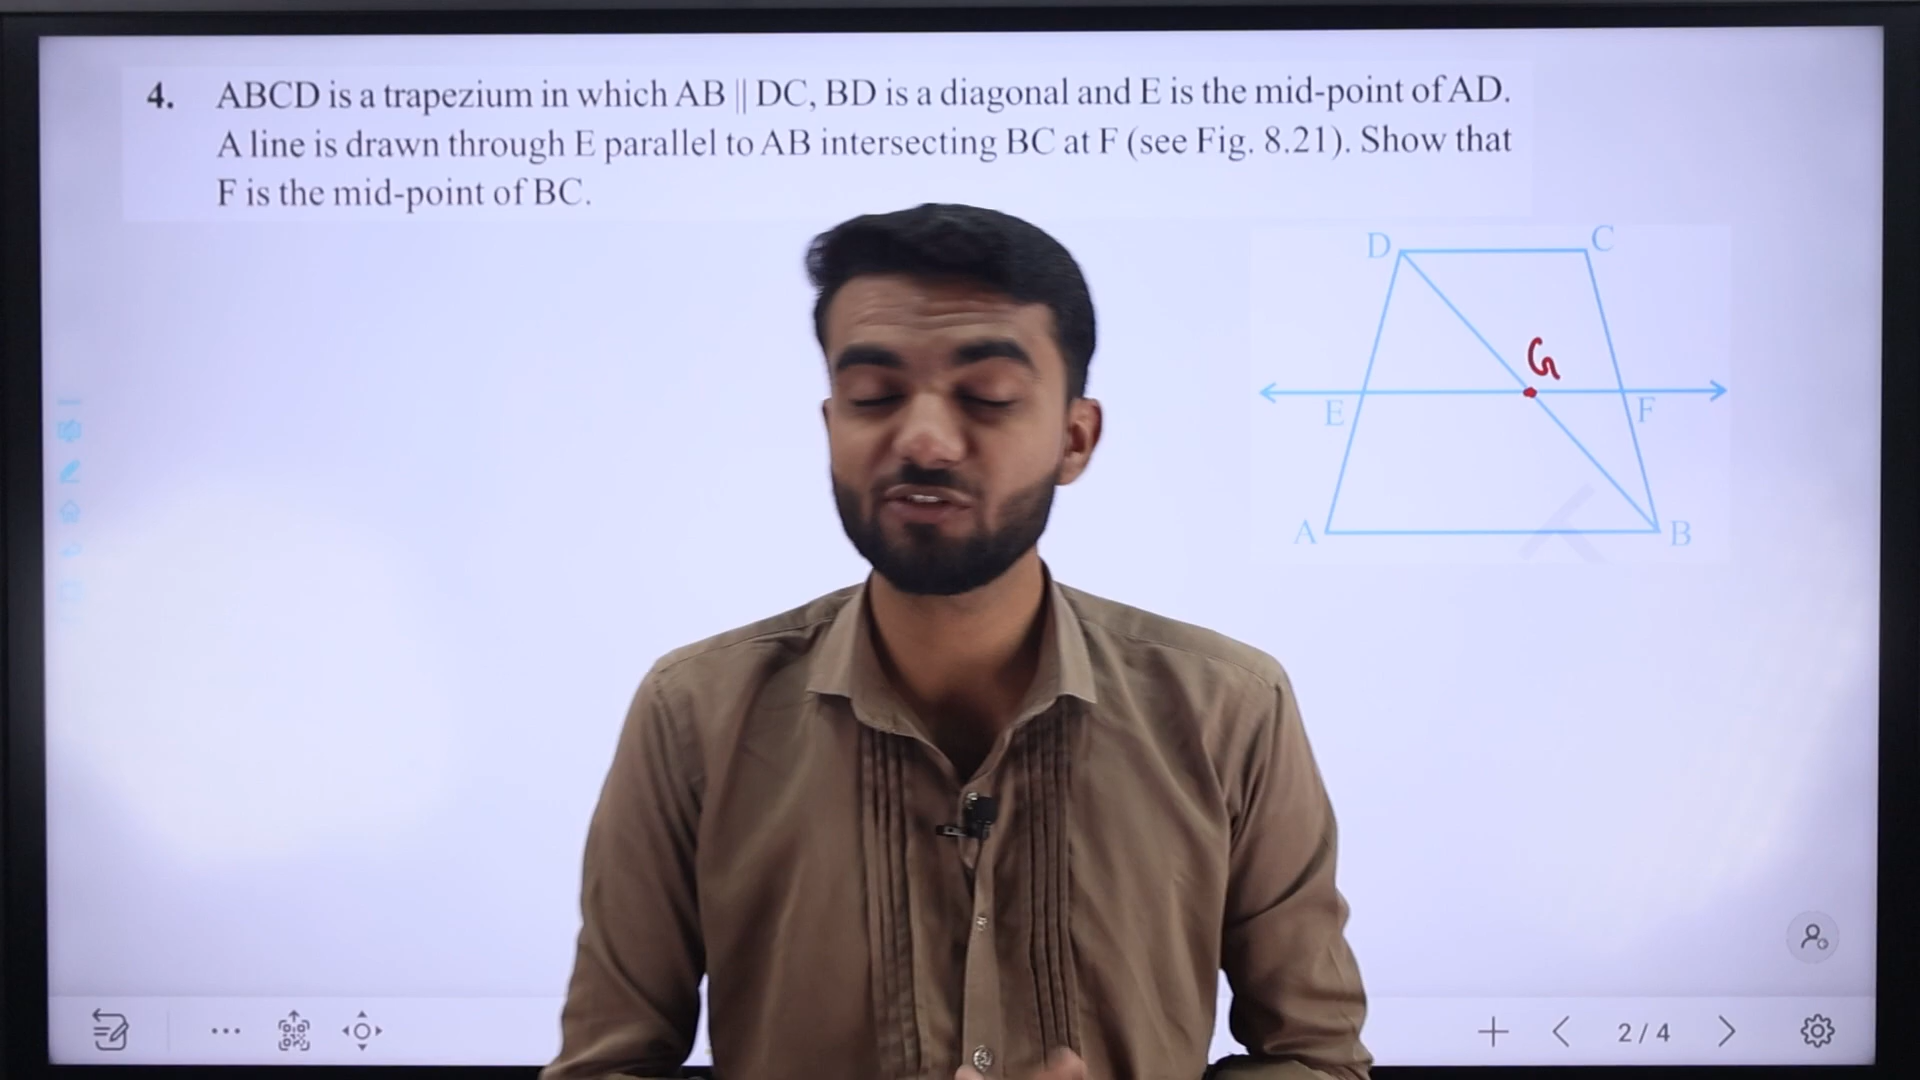 4. ABCD is a trapezium in which AB || DC, BD is a diagonal and E is the mid-point of AD.
A line is drawn through E parallel to AB intersecting BC at F (see Fig. 8.21). Show that
F is the mid-point of BC.
D C
G
E F
A B
2 / 4